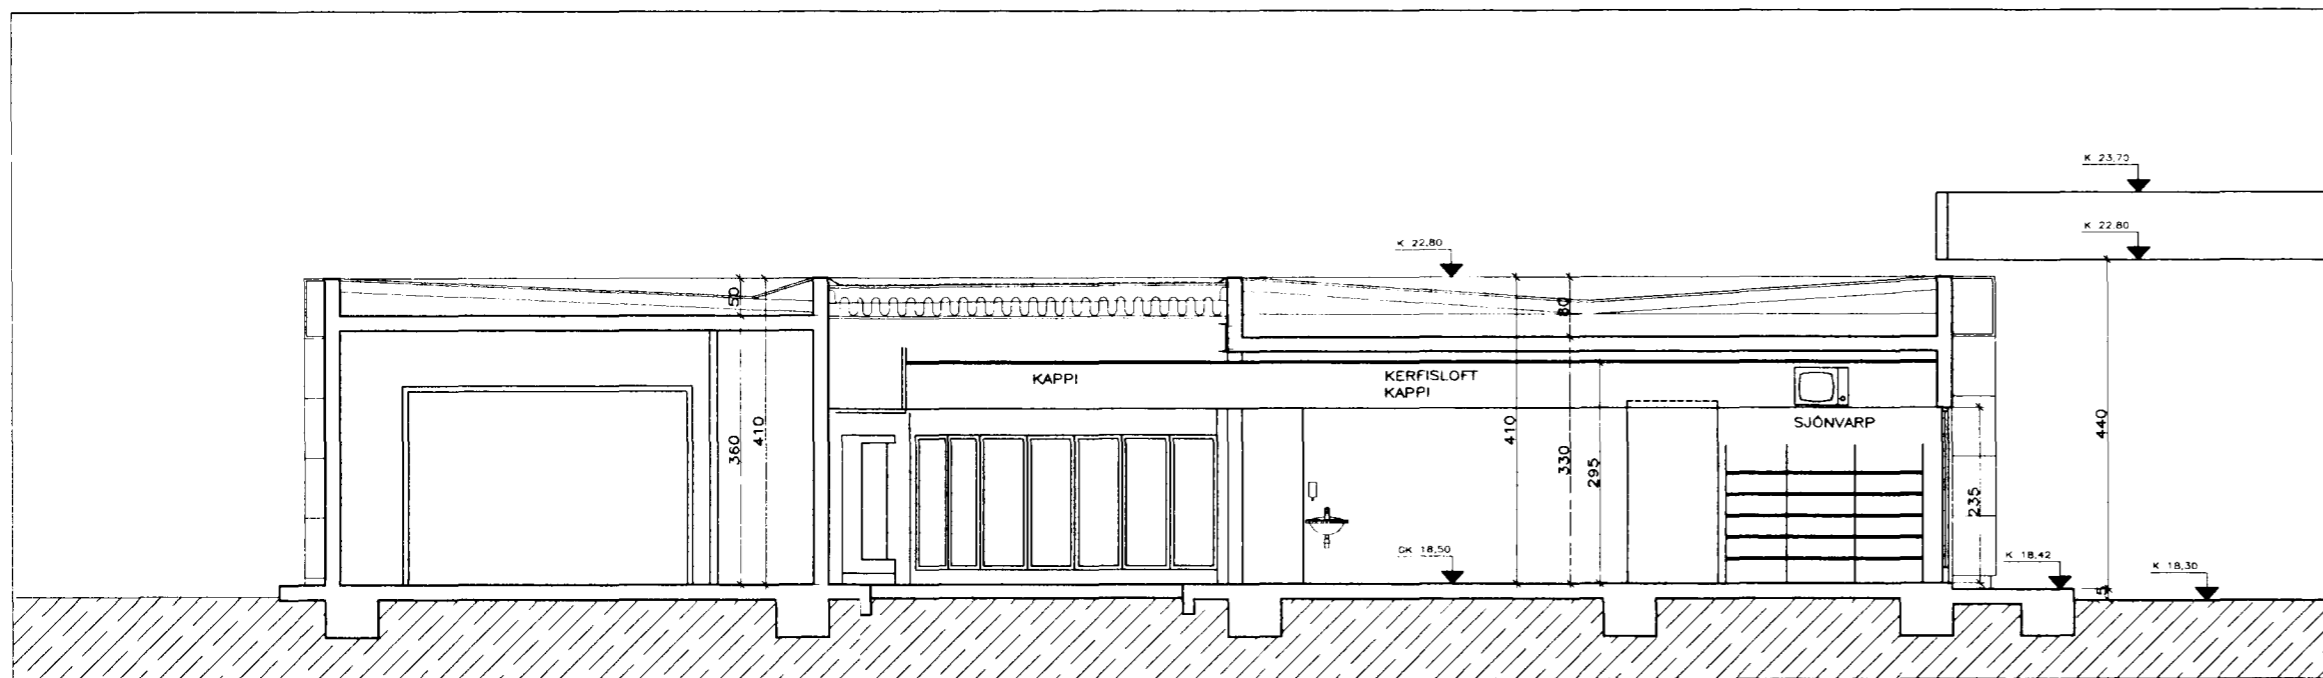 K 23,70
K 22.80
K 22,80
50
80
KAPPI
KERFISLOFT
KAPPI
SJÓNVARP
360
410
410
330
295
440
235
GK 18,50
K 18,42
K 18,30
5